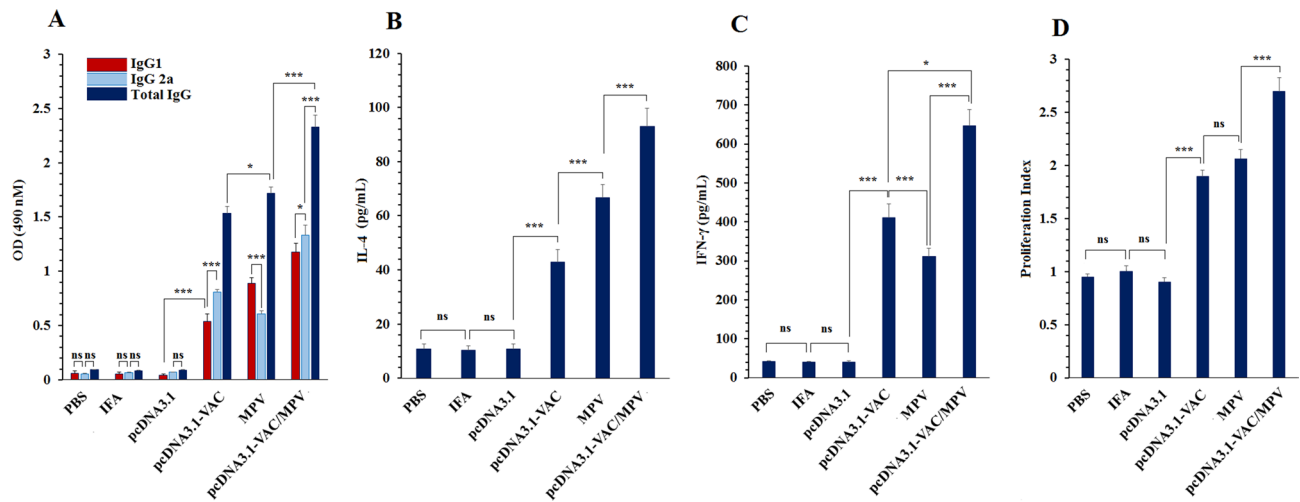 A
OD (490 nM)
3
2.5
2
1.5
1
0.5
0
IgG1
IgG 2a
Total IgG
ns
ns
ns
ns
ns
***
***
*
***
***
*
***
PBS
IFA
pcDNA3.1
pcDNA3.1-VAC
MPV
pcDNA3.1-VAC/MPV
B
IL-4 (pg/mL)
120
100
80
60
40
12
0
ns
ns
***
***
***
PBS
IFA
pcDNA3.1
pcDNA3.1-VAC
MPV
pcDNA3.1-VAC/MPV
C
IFN-γ (pg/mL)
800
700
600
500
400
300
200
100
40
0
ns
ns
***
***
***
*
PBS
IFA
pcDNA3.1
pcDNA3.1-VAC
MPV
pcDNA3.1-VAC/MPV
D
Proliferation Index
3
2.5
2
1.5
1
0.5
0
ns
ns
***
ns
***
PBS
IFA
pcDNA3.1
pcDNA3.1-VAC
MPV
pcDNA3.1-VAC/MPV